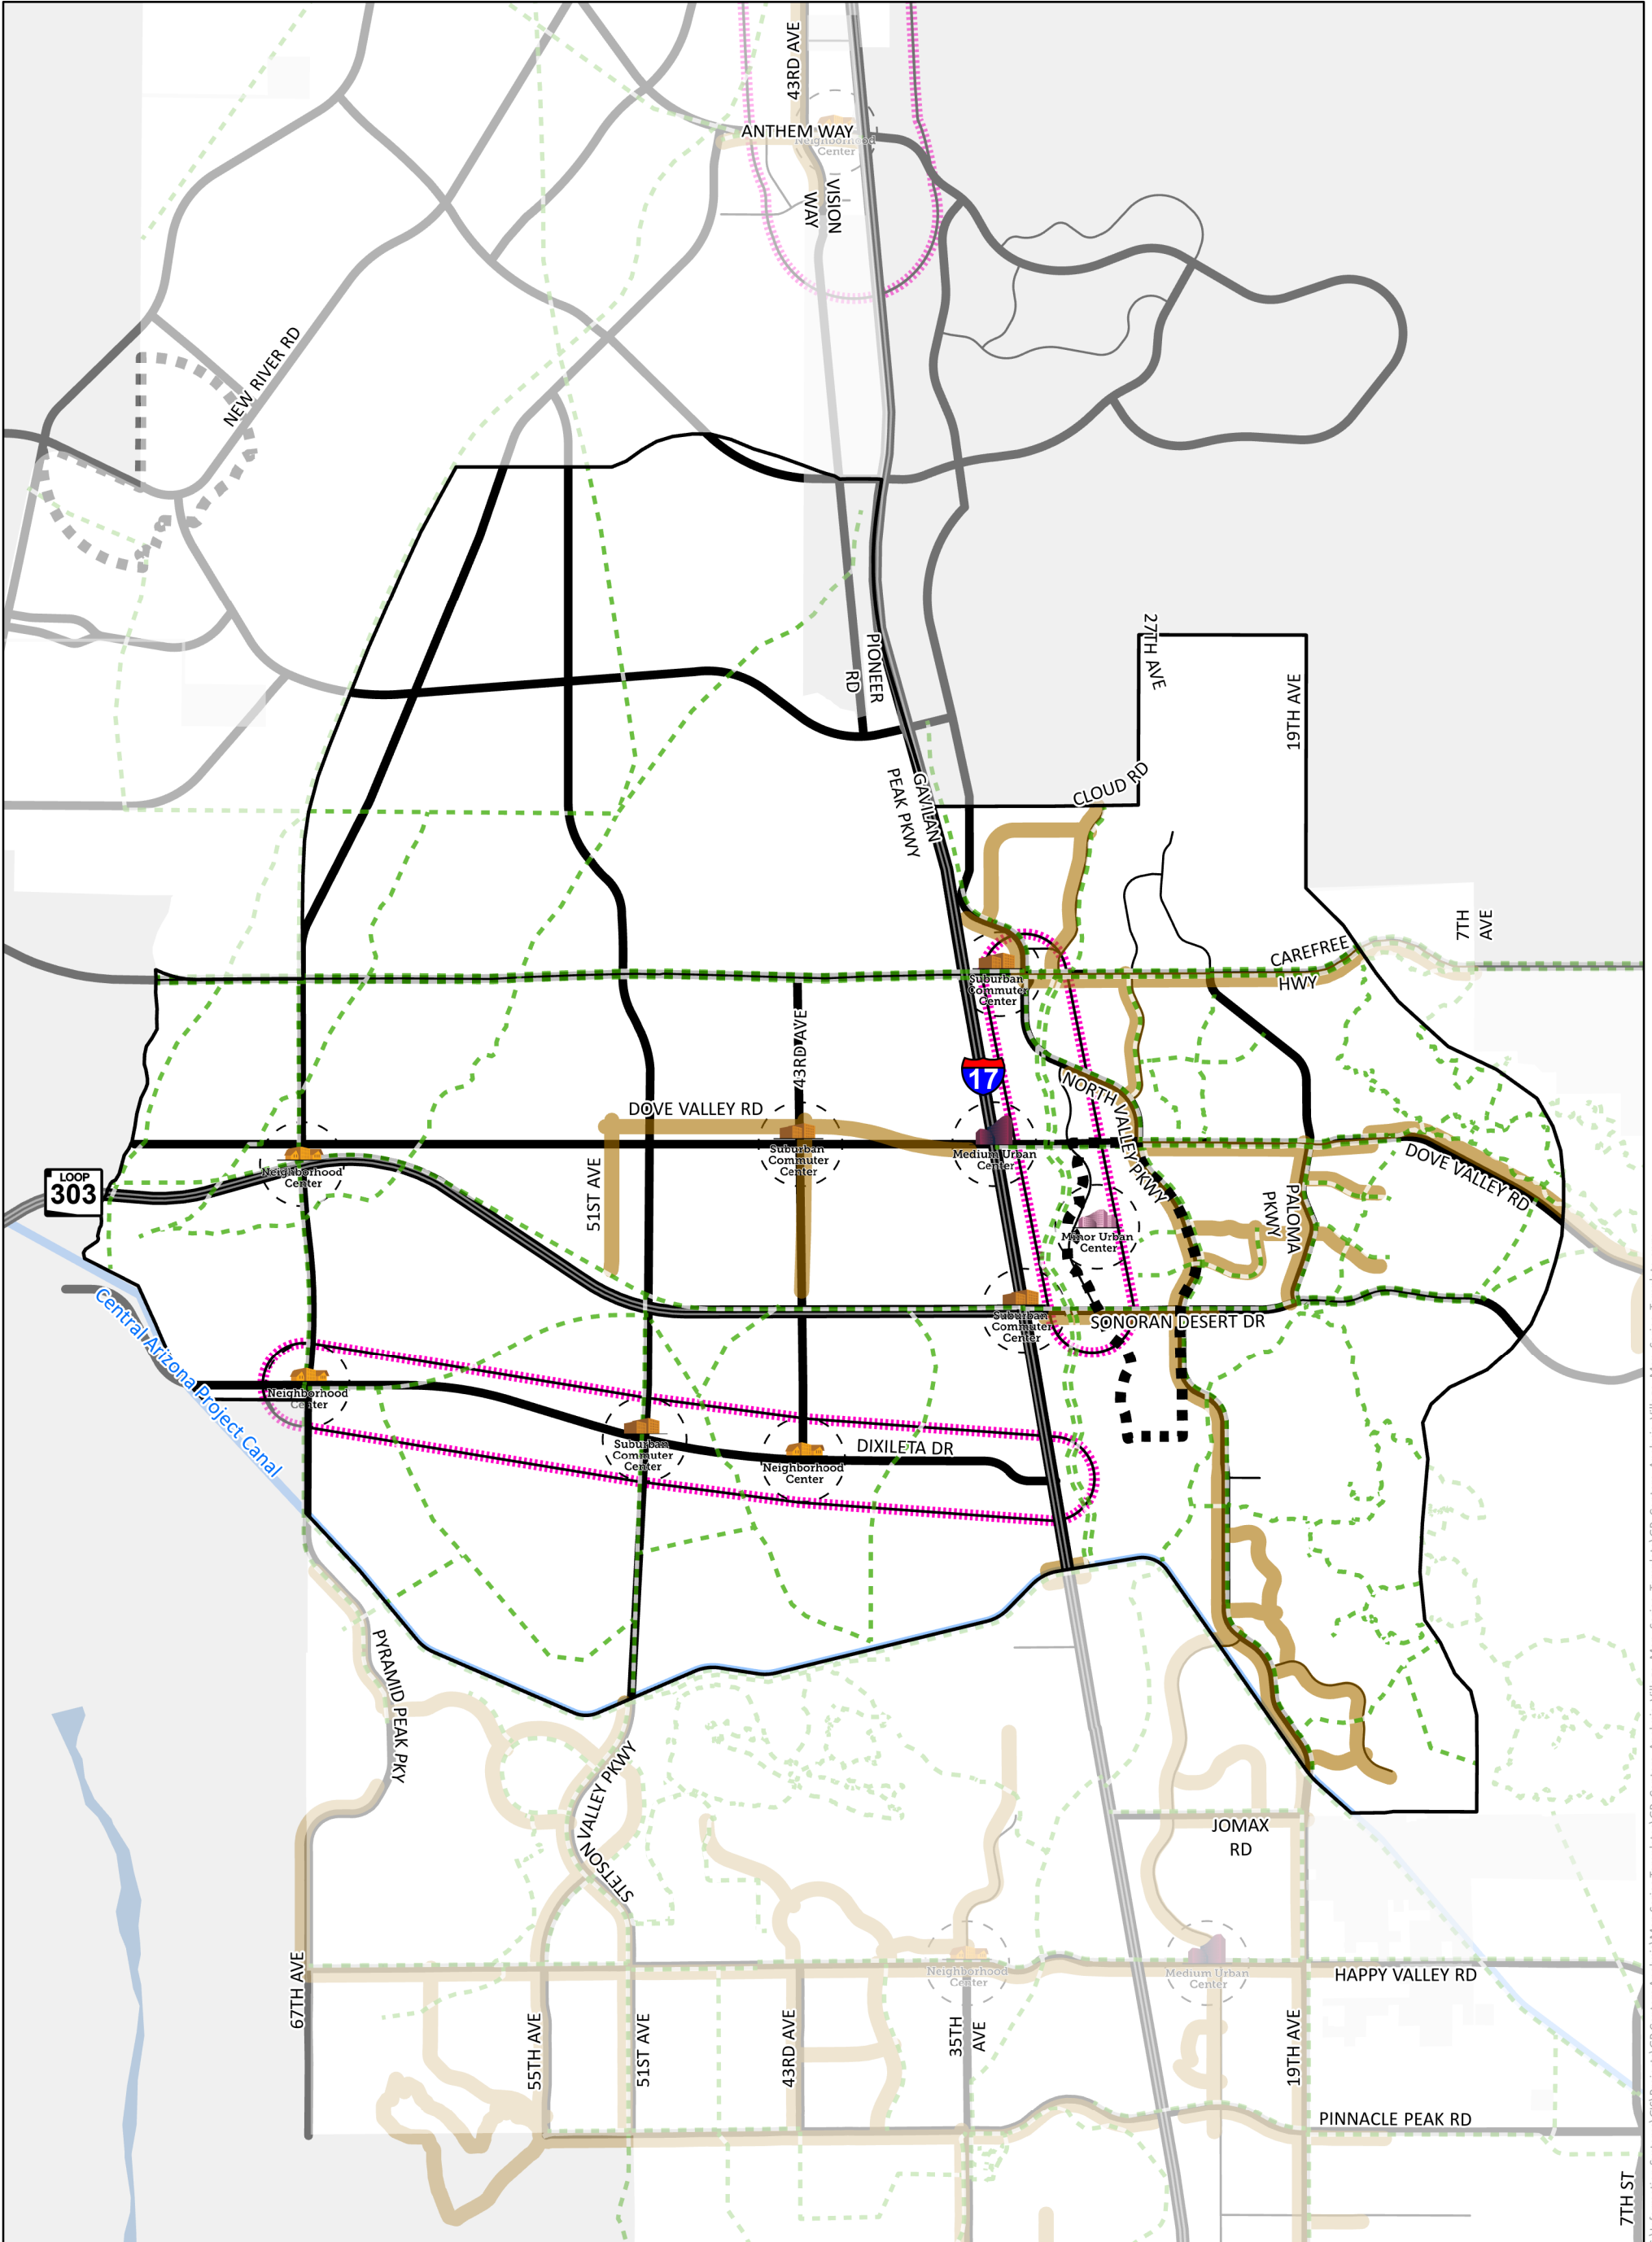 43RD AVE
ANTHEM WAY
Neighborhood
Center
VISION
WAY
NEW RIVER RD
PIONEER
RD
27TH AVE
19TH AVE
GAVILAN
PEAK PKWY
CLOUD RD
7TH
AVE
CAREFREE
HWY
Suburban
Commuter
Center
43RD AVE
17
NORTH VALLEY PKWY
DOVE VALLEY RD
Suburban
Commuter
Center
Medium Urban
Center
Neighborhood
Center
LOOP
303
51ST AVE
DOVE VALLEY RD
PALOMA
PKWY
Minor Urban
Center
Suburban
Commuter
Center
SONORAN DESERT DR
Central Arizona Project Canal
Neighborhood
Center
Suburban
Commuter
Center
DIXILETA DR
Neighborhood
Center
PYRAMID PEAK PKY
STETSON VALLEY PKWY
JOMAX
RD
67TH AVE
Neighborhood
Center
Medium Urban
Center
HAPPY VALLEY RD
55TH AVE
51ST AVE
43RD AVE
35TH
AVE
19TH AVE
PINNACLE PEAK RD
7TH ST